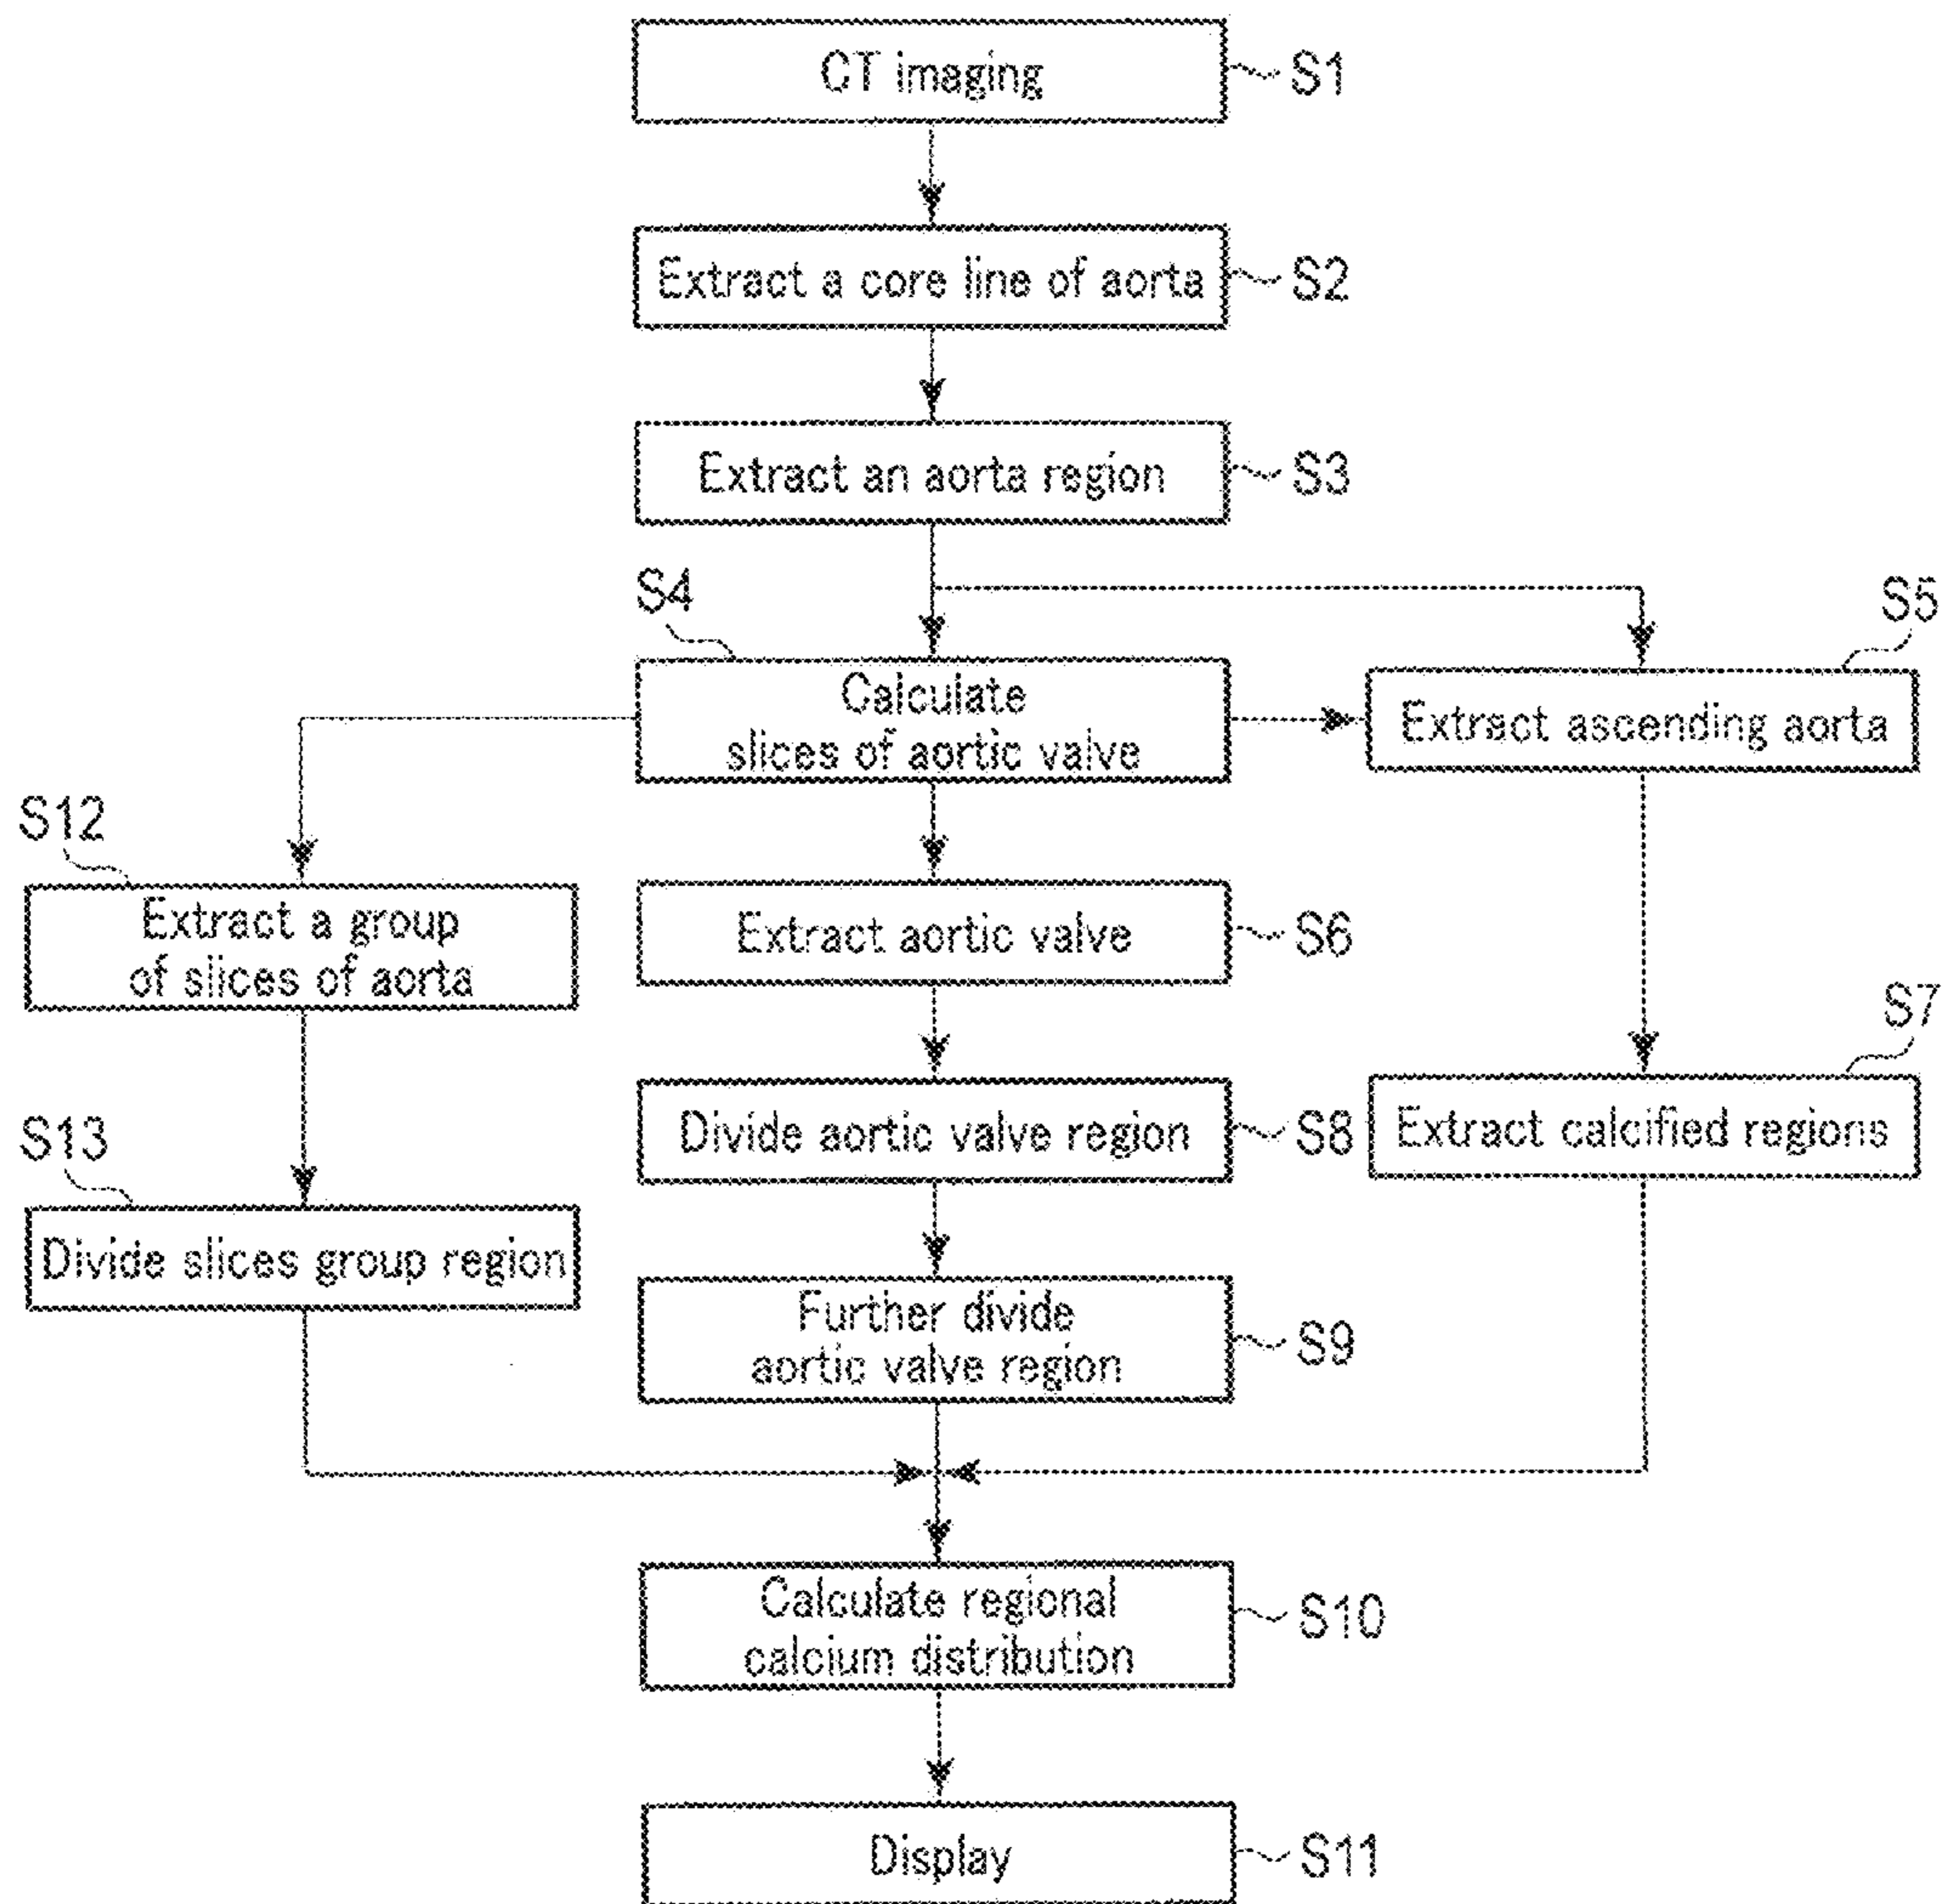 CT imaging
S1
Extract a core line of aorta
S2
Extract an aorta region
S3
S4
Calculate
slices of aortic valve
S5
Extract ascending aorta
S12
Extract a group
of slices of aorta
Extract aortic valve
S6
S7
Extract calcified regions
Divide aortic valve region
S8
S13
Divide slices group region
Further divide
aortic valve region
S9
Calculate regional
calcium distribution
S10
Display
S11